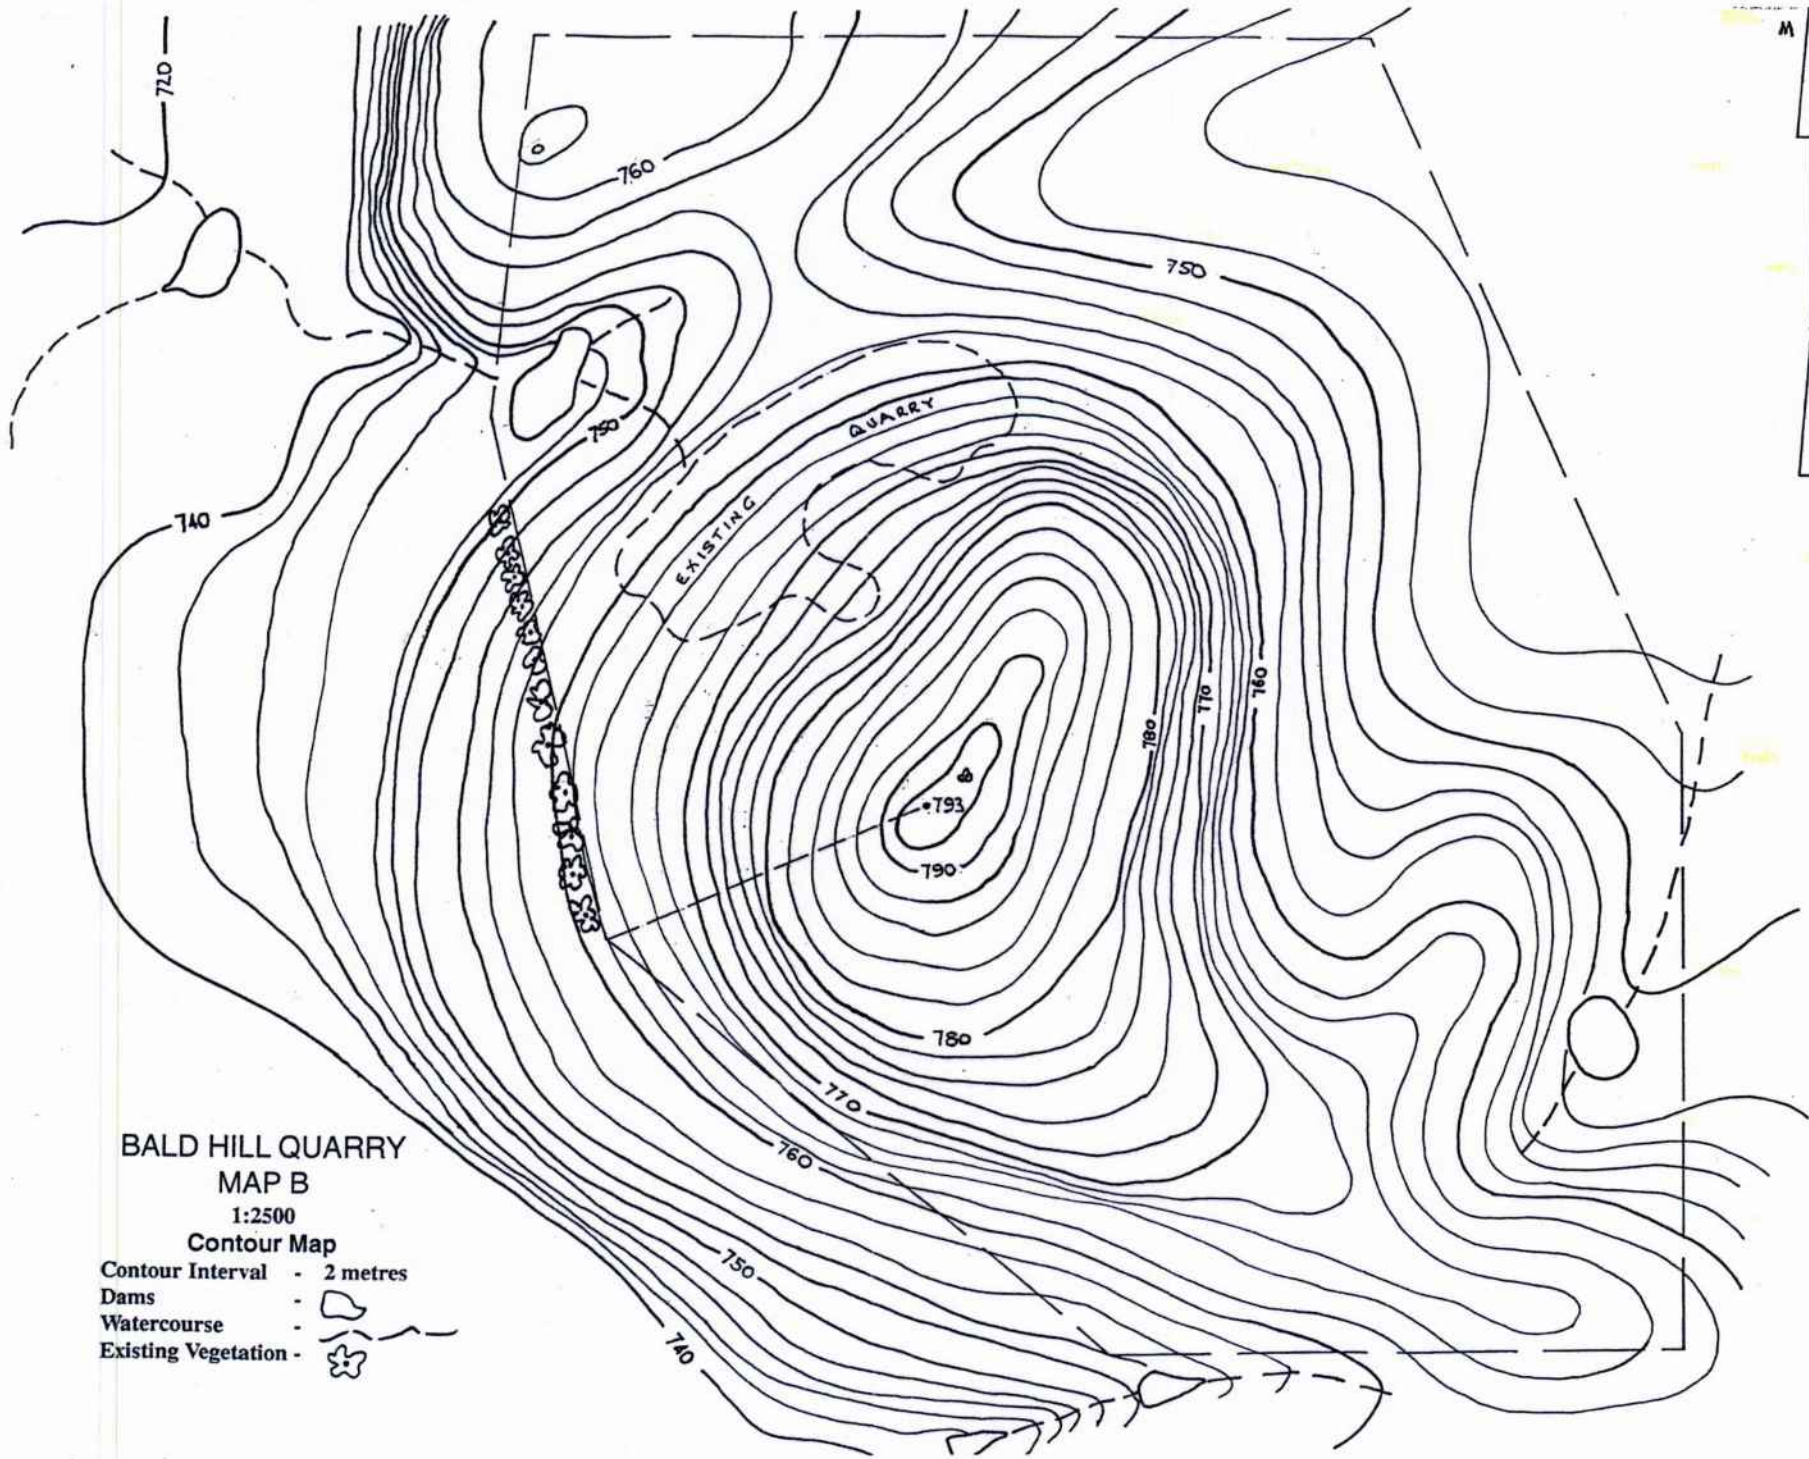 720
M
760
750
QUARRY
750
EXISTING
740
760
770
780
793
790
780
770
760
750
740
BALD HILL QUARRY
MAP B
1:2500
Contour Map
Contour Interval - 2 metres
Dams -
Watercourse -
Existing Vegetation -